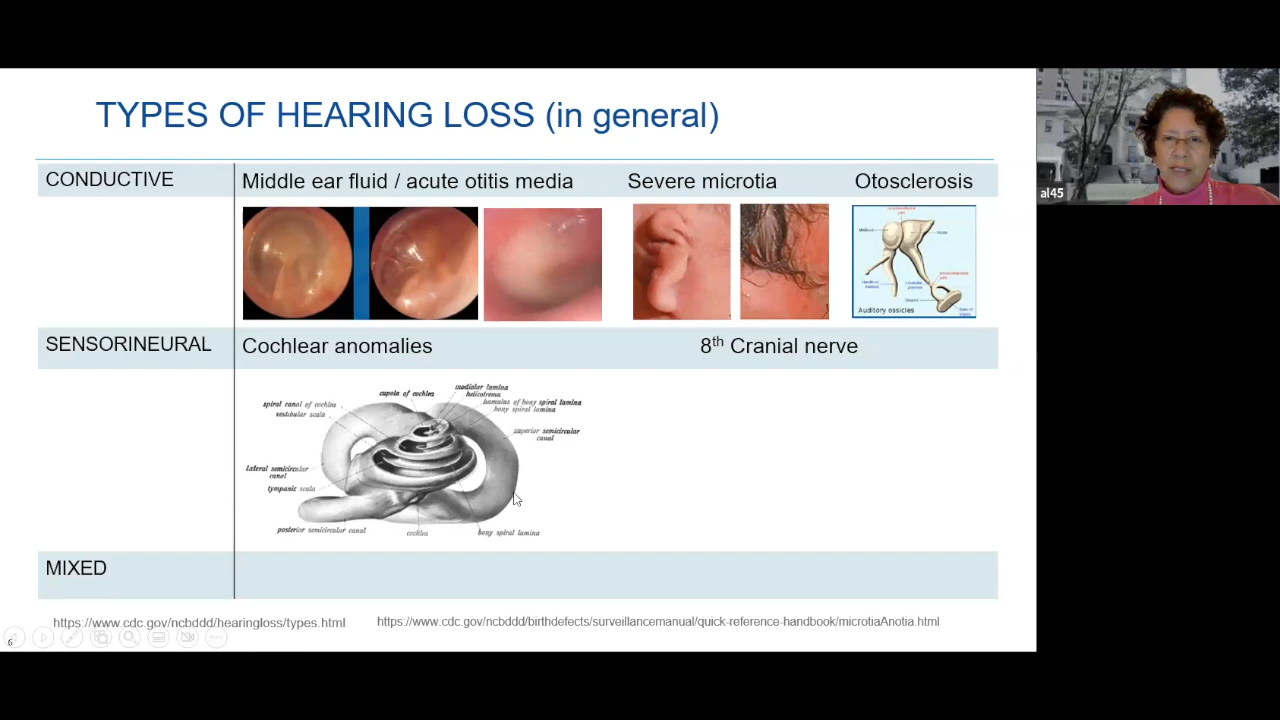 TYPES OF HEARING LOSS (in general)
al45
CONDUCTIVE
Middle ear fluid / acute otitis media
Severe microtia
Otosclerosis
Auditory ossicles
SENSORINEURAL
Cochlear anomalies
8th Cranial nerve
cupola of cochlea
modiolar lamina
helicotrema
hamulus of bony spiral lamina
bony spiral lamina
spiral canal of cochlea
vestibular scala
superior semicircular
canal
lateral semicircular
canal
tympanic scala
posterior semicircular canal
cochlea
bony spiral lamina
MIXED
https://www.cdc.gov/ncbddd/hearingloss/types.html
https://www.cdc.gov/ncbddd/birthdefects/surveillancemanual/quick-reference-handbook/microtiaAnotia.html
6